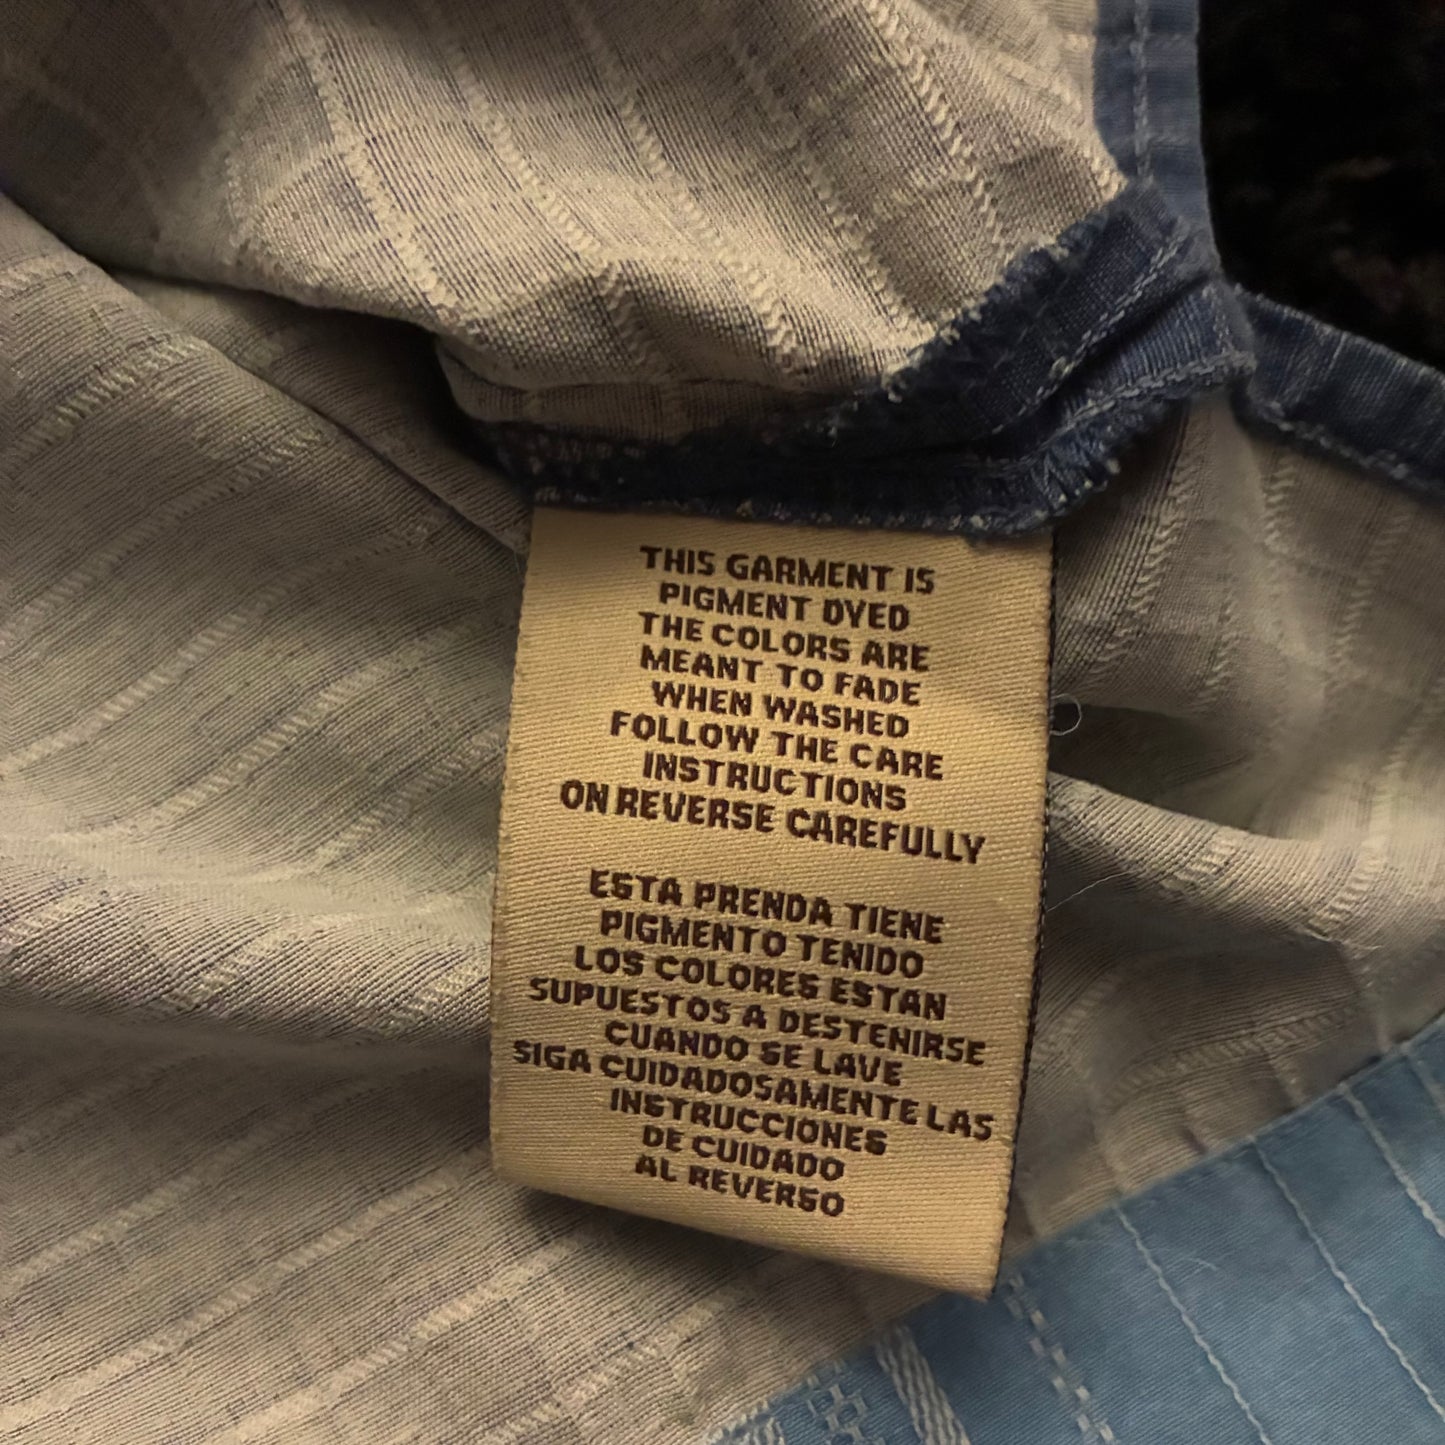 THIS GARMENT IS
PIGMENT DYED
THE COLORS ARE
MEANT TO FADE
WHEN WASHED
FOLLOW THE CARE
INSTRUCTIONS
ON REVERSE CAREFULLY
ESTA PRENDA TIENE
PIGMENTO TENIDO
LOS COLORES ESTAN
SUPUESTOS A DESTENIRSE
CUANDO SE LAVE
SIGA CUIDADOSAMENTE LAS
INSTRUCCIONES
DE CUIDADO
AL REVERSO